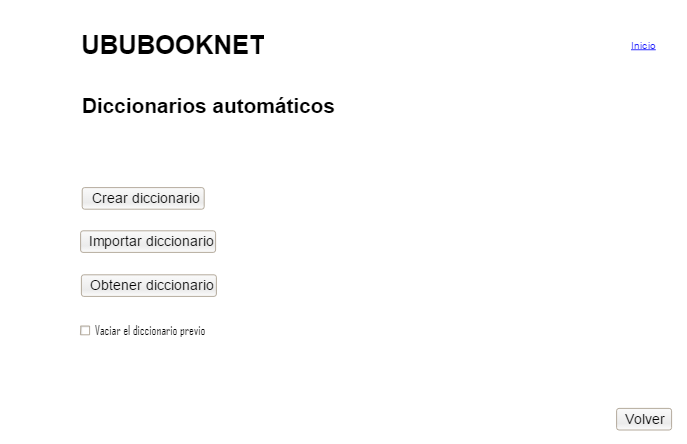 UBUBOOKNET
Inicio
Diccionarios automáticos
Crear diccionario
Importar diccionario
Obtener diccionario
Vaciar el diccionario previo
Volver